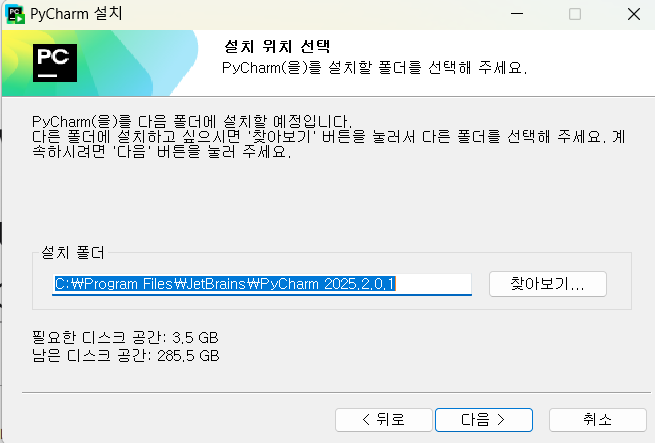 PyCharm 설치
PC
설치 위치 선택
PyCharm(을)를 설치할 폴더를 선택해 주세요.
PyCharm(을)를 다음 폴더에 설치할 예정입니다.
다른 폴더에 설치하고 싶으시면 '찾아보기' 버튼을 눌러서 다른 폴더를 선택해 주세요. 계
속하시려면 '다음' 버튼을 눌러 주세요.
설치 폴더
C:₩Program Files₩JetBrains₩PyCharm 2025.2.0.1
찾아보기...
필요한 디스크 공간: 3.5 GB
남은 디스크 공간: 285.5 GB
< 뒤로
다음 >
취소